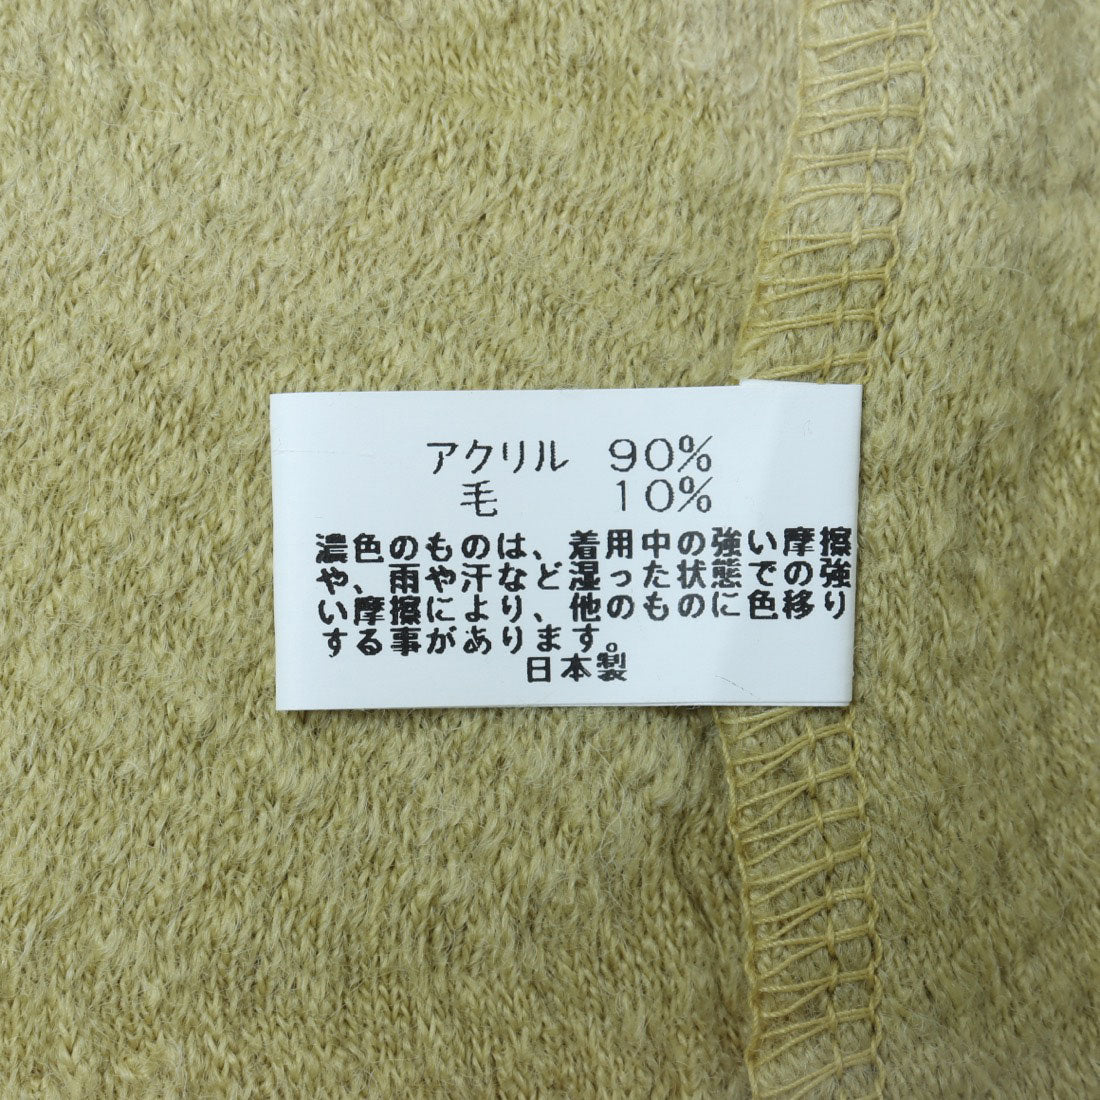 アクリル 90%
毛 10%
濃色のものは、着用中の強い摩擦
や、雨や汗など湿った状態での強
い摩擦により、他のものに色移り
する事があります。
日本製